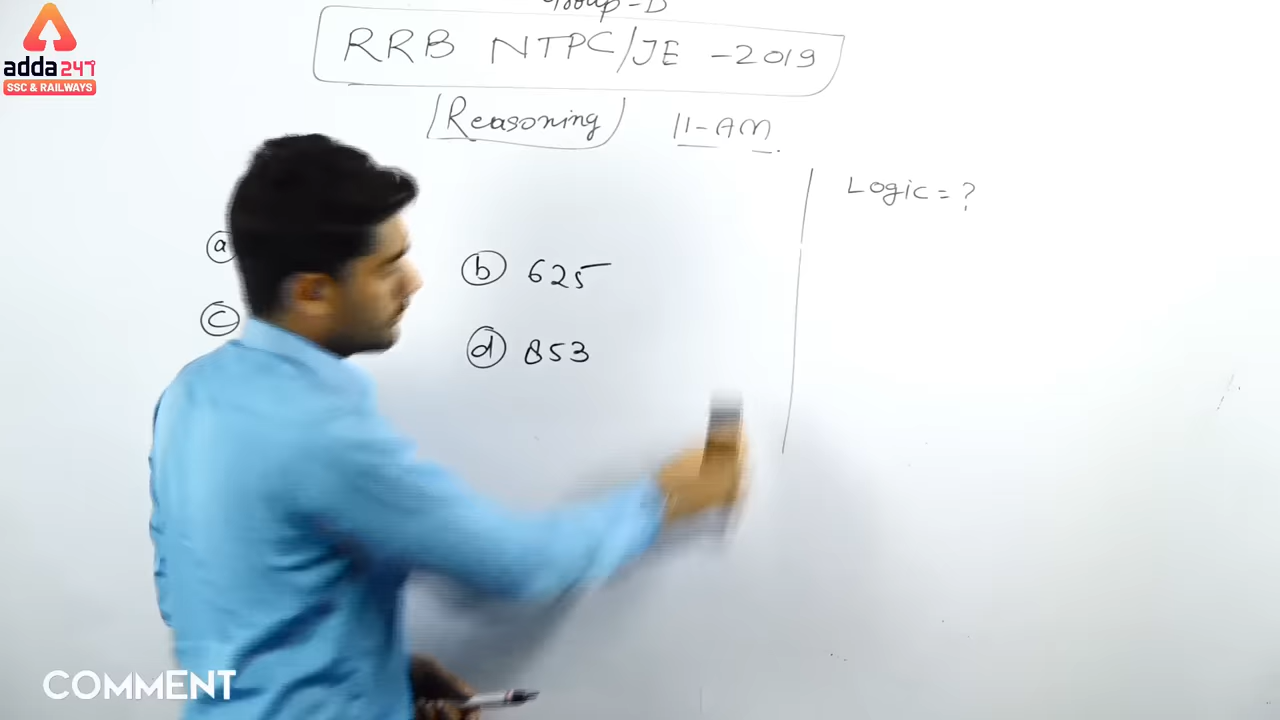 Group-D
RRB NTPC/JE -2019
Reasoning 11-AM
Logic = ?
a
b 625
c
d 853
adda247
SSC & RAILWAYS
COMMENT